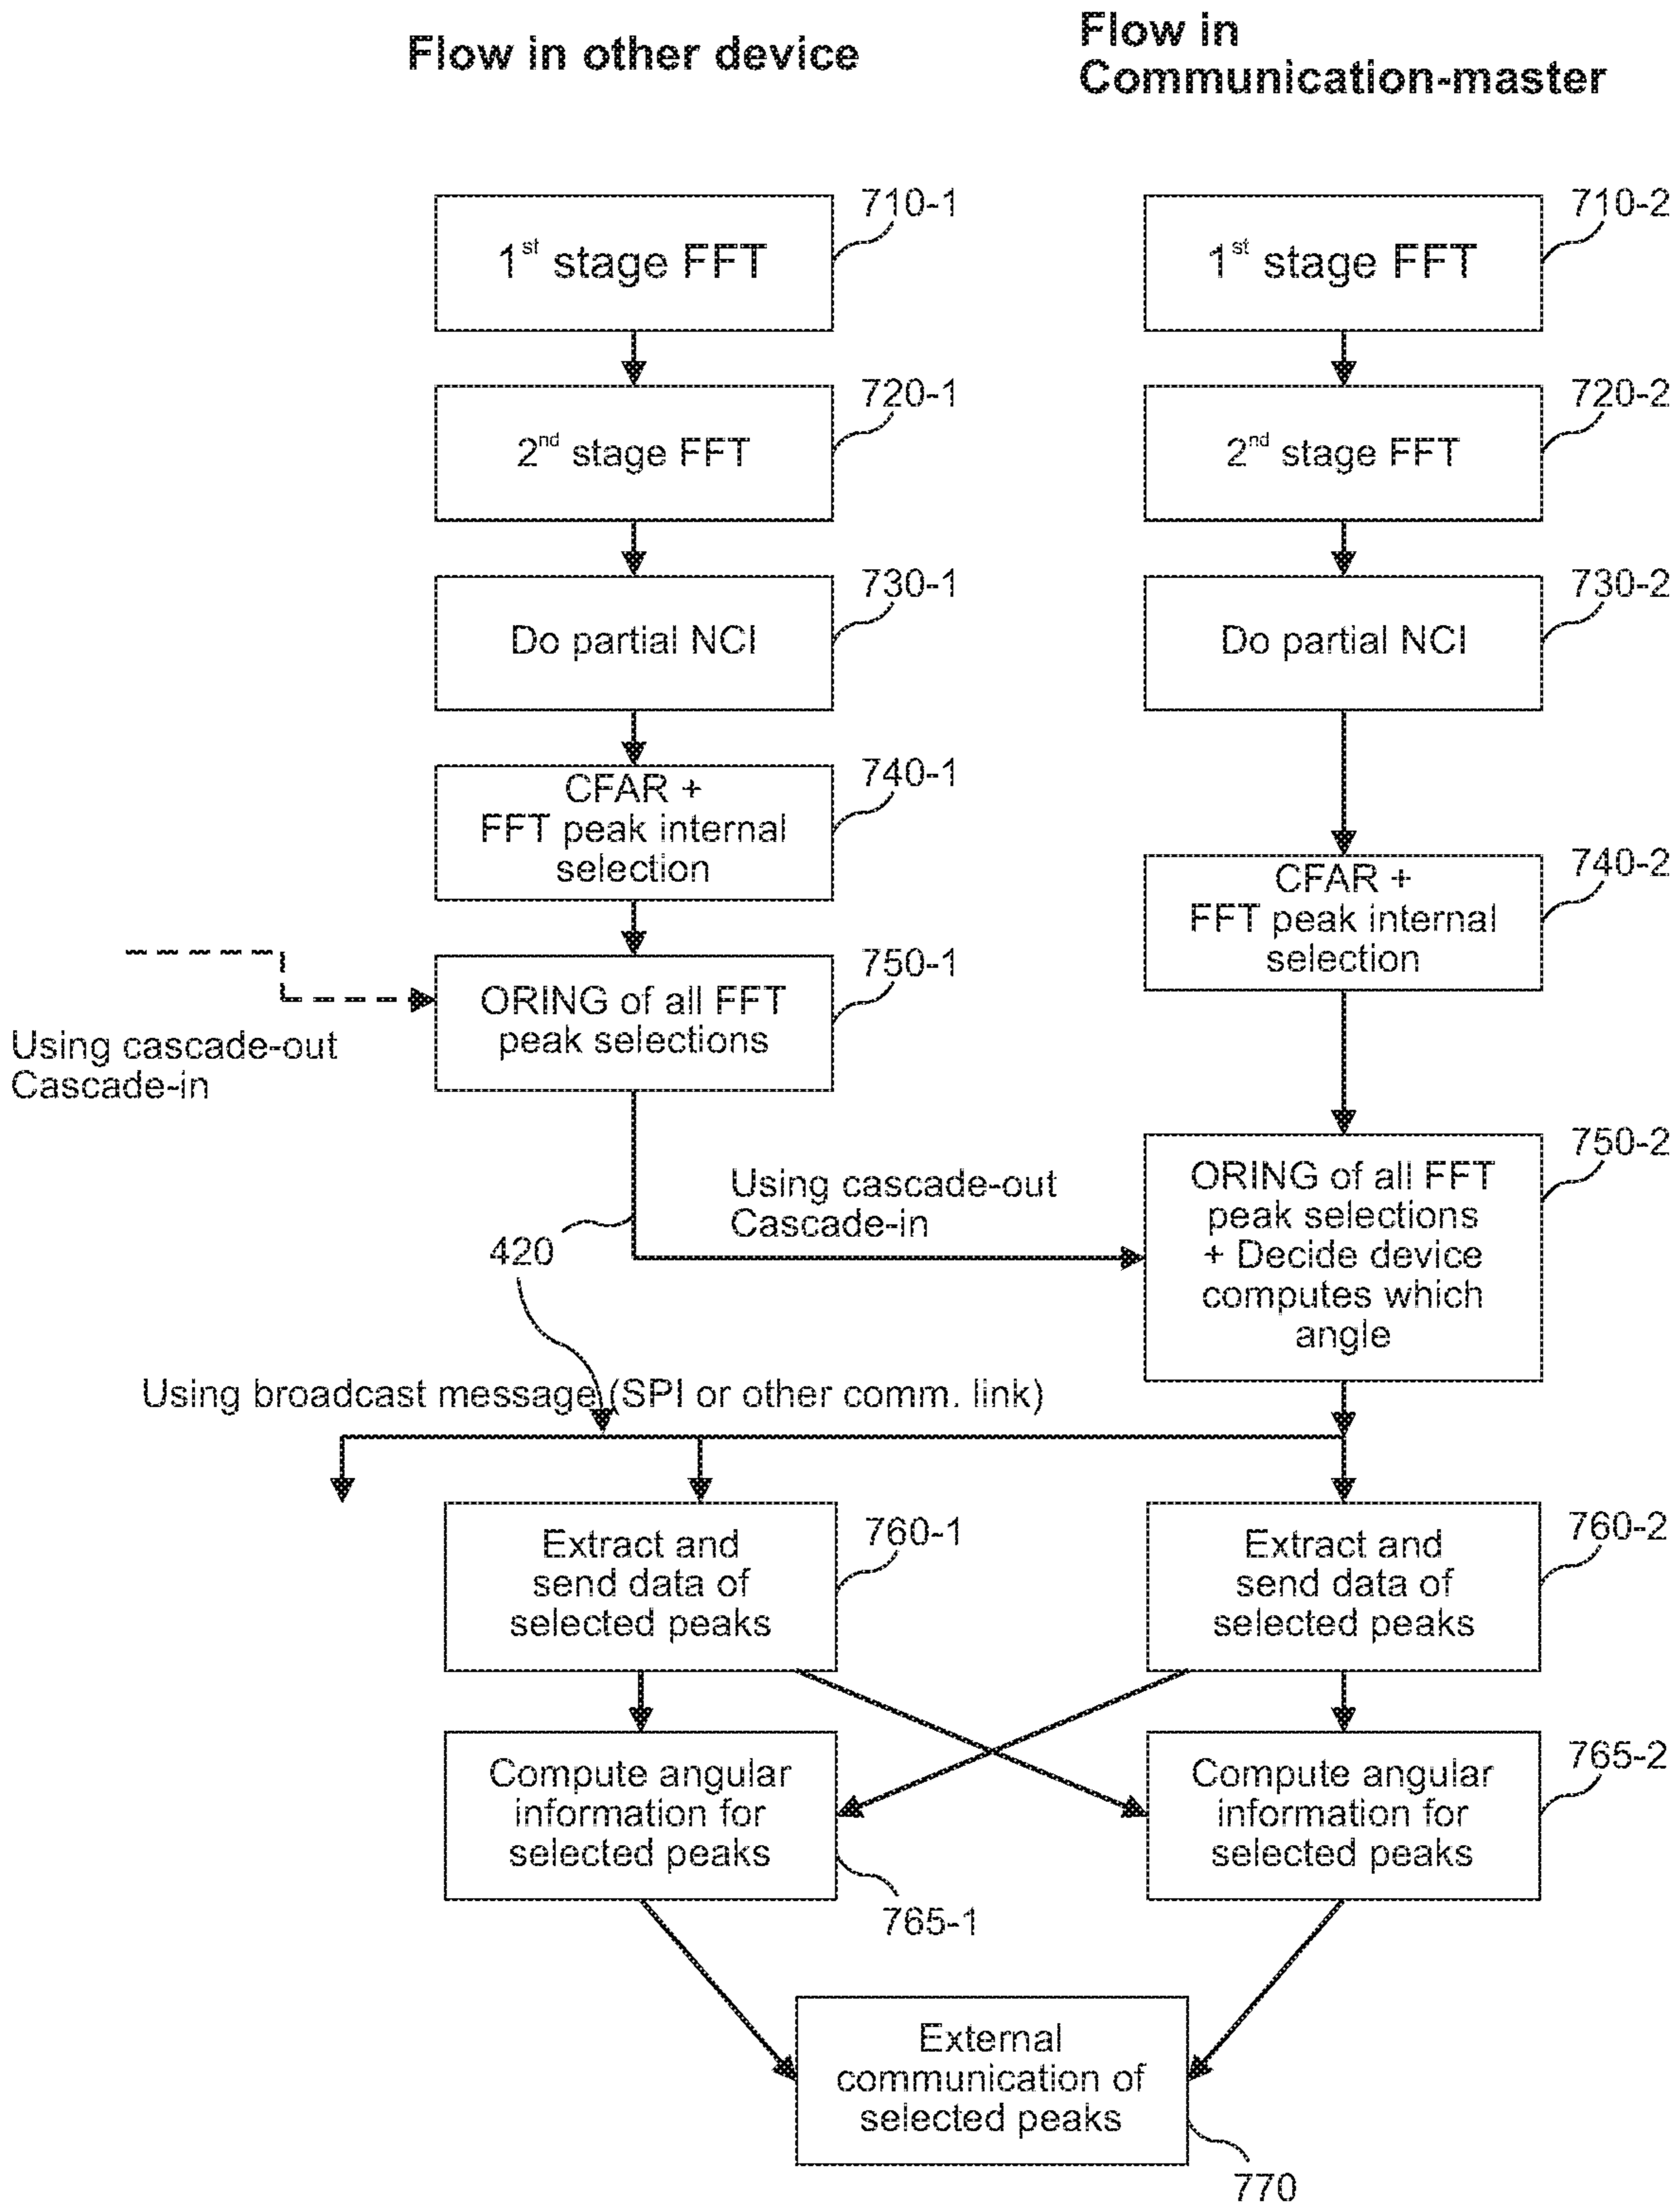 Flow in other device
Flow in
Communication-master
710-1
1st stage FFT
710-2
1st stage FFT
720-1
2nd stage FFT
720-2
2nd stage FFT
730-1
Do partial NCI
730-2
Do partial NCI
740-1
CFAR +
FFT peak internal
selection
740-2
CFAR +
FFT peak internal
selection
750-1
ORING of all FFT
peak selections
Using cascade-out
Cascade-in
750-2
ORING of all FFT
peak selections
+ Decide device
computes which
angle
Using cascade-out
Cascade-in
420
Using broadcast message (SPI or other comm. link)
760-1
Extract and
send data of
selected peaks
760-2
Extract and
send data of
selected peaks
Compute angular
information for
selected peaks
765-1
765-2
Compute angular
information for
selected peaks
External
communication of
selected peaks
770